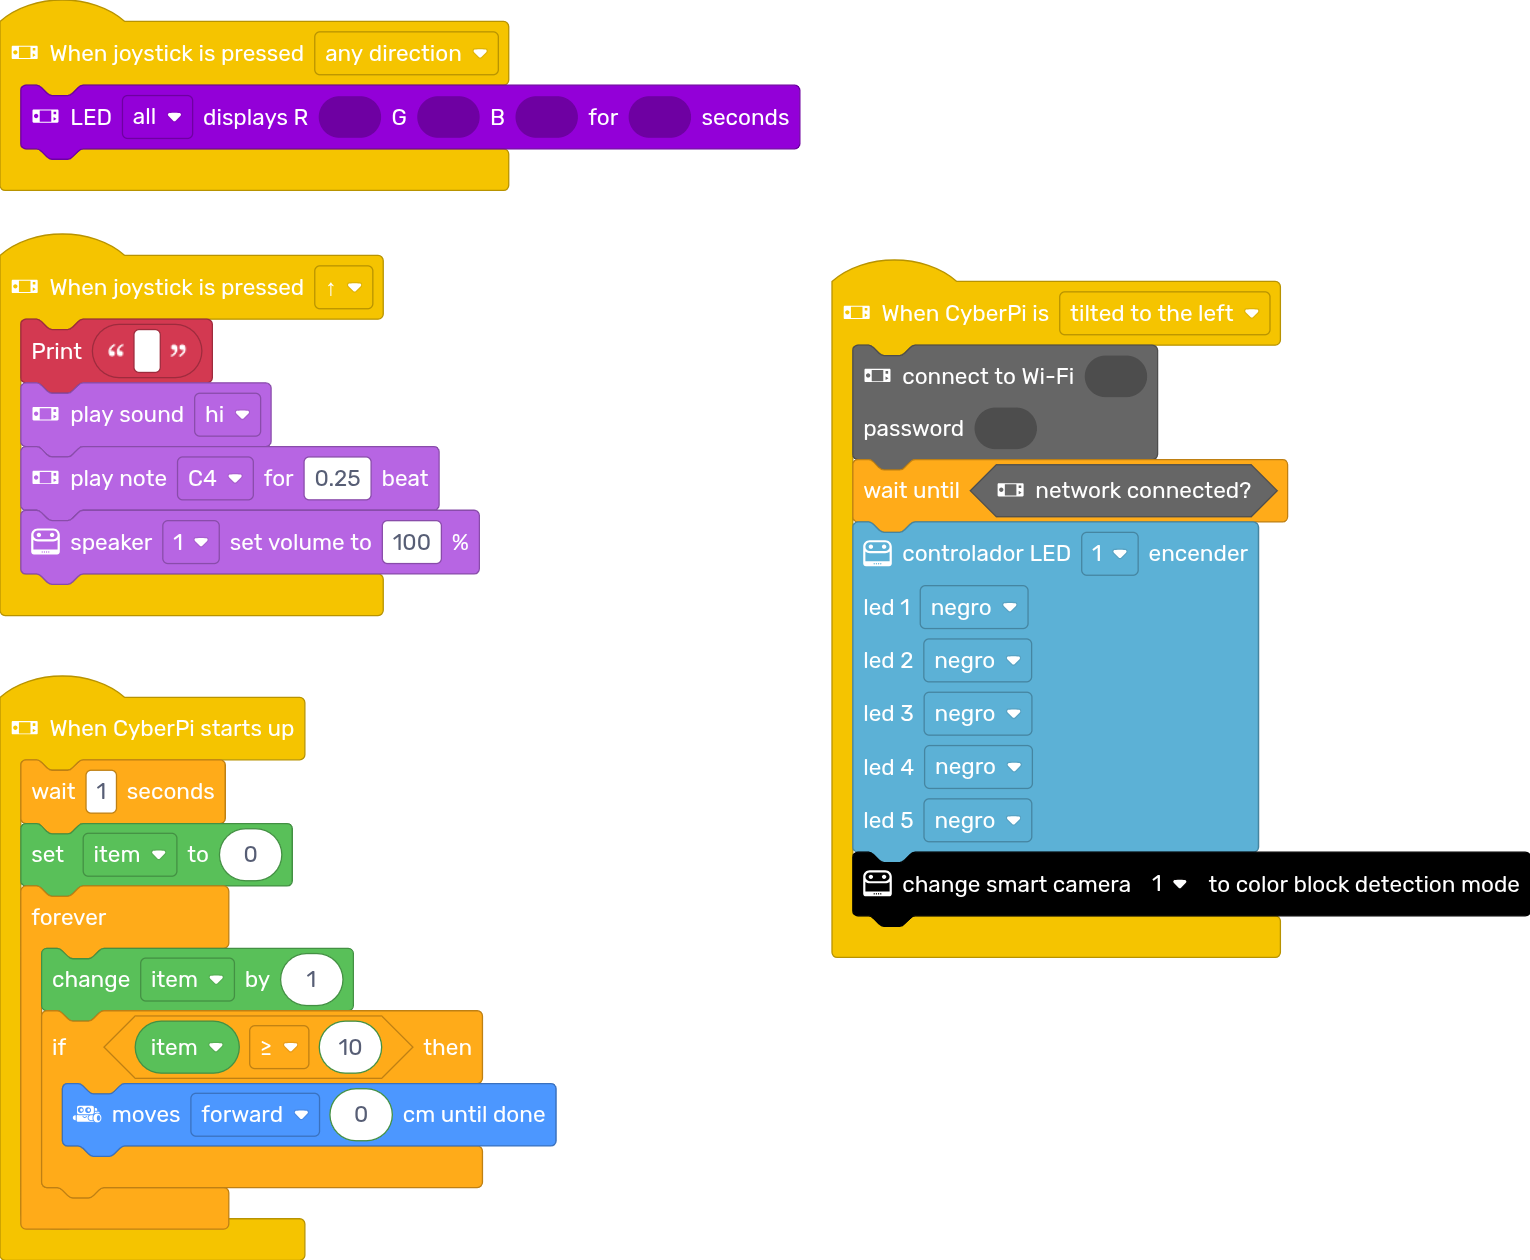 When joystick is pressed any direction
LED all displays R G B for seconds
When joystick is pressed ↑
Print “ ”
play sound hi
play note C4 for 0.25 beat
speaker 1 set volume to 100 %
When CyberPi starts up
wait 1 seconds
set item to 0
forever
change item by 1
if item ≥ 10 then
moves forward 0 cm until done
When CyberPi is tilted to the left
connect to Wi-Fi
password
wait until network connected?
controlador LED 1 encender
led 1 negro
led 2 negro
led 3 negro
led 4 negro
led 5 negro
change smart camera 1 to color block detection mode